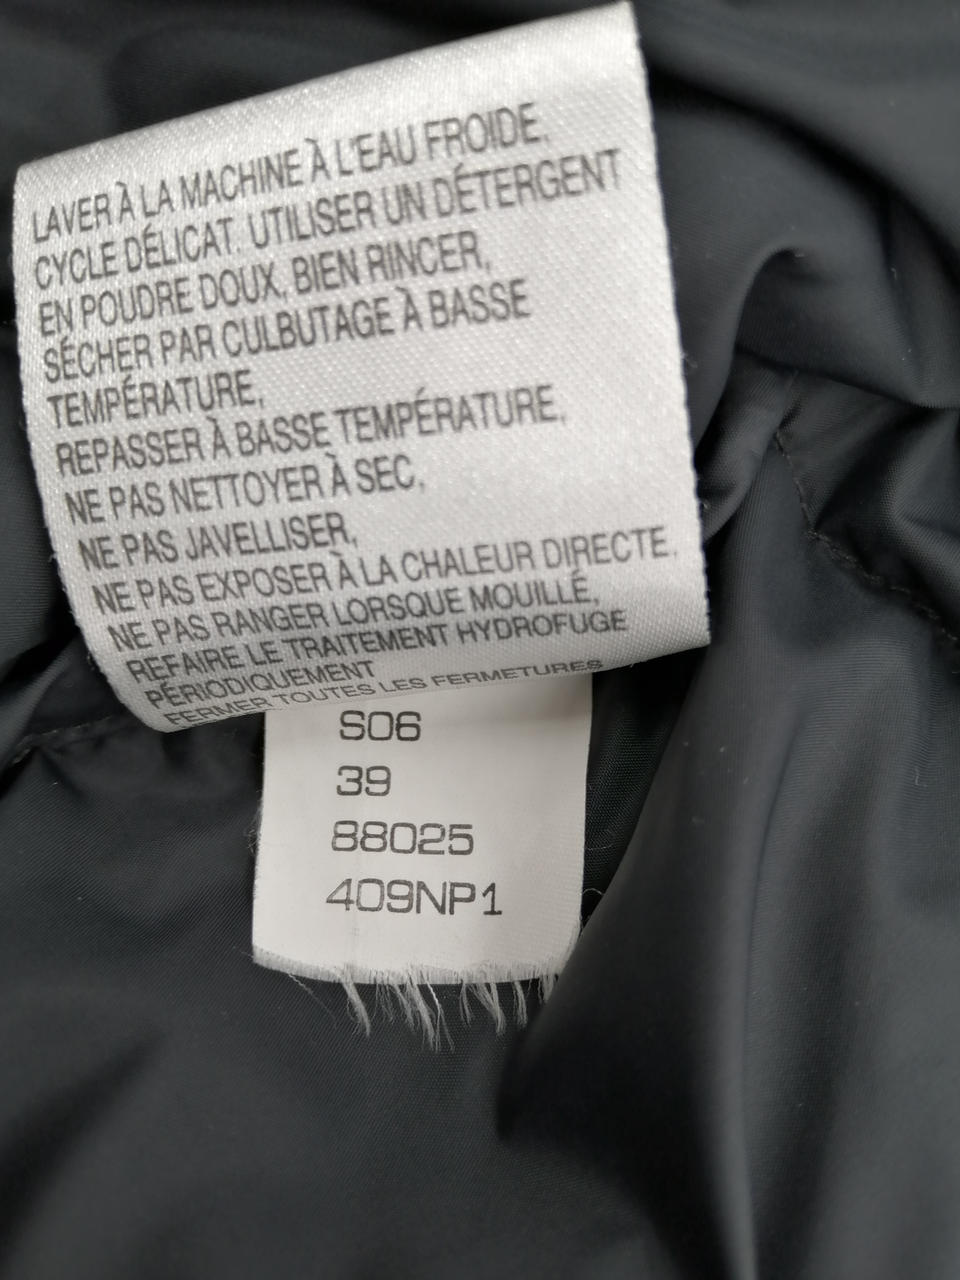 LAVER À LA MACHINE À L'EAU FROIDE,
CYCLE DÉLICAT. UTILISER UN DÉTERGENT
EN POUDRE DOUX, BIEN RINCER,
SÉCHER PAR CULBUTAGE À BASSE
TEMPÉRATURE,
REPASSER À BASSE TEMPÉRATURE,
NE PAS NETTOYER À SEC,
NE PAS JAVELLISER,
NE PAS EXPOSER À LA CHALEUR DIRECTE,
NE PAS RANGER LORSQUE MOUILLÉ,
REFAIRE LE TRAITEMENT HYDROFUGE
PÉRIODIQUEMENT
FERMER TOUTES LES FERMETURES
S06
39
88025
409NP1